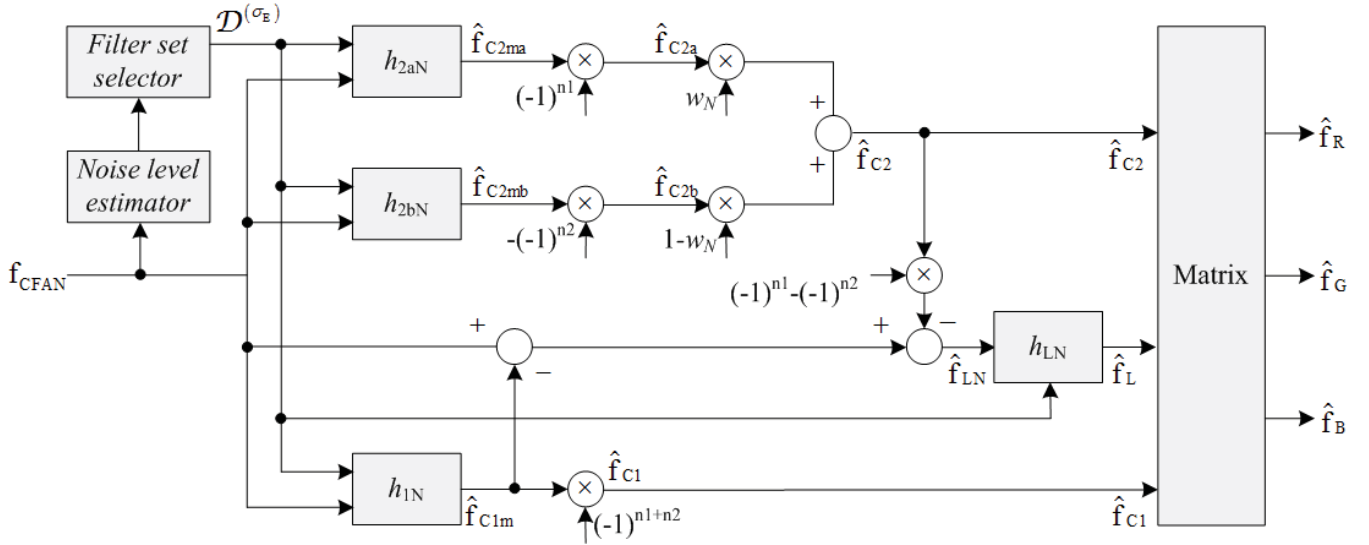 𝒟^(σ_E)
Filter set
selector
h_2aN
f̂_C2ma
×
(-1)^n1
f̂_C2a
×
w_N
+
+
f̂_C2
f̂_C2
Matrix
f̂_R
Noise level
estimator
h_2bN
f̂_C2mb
×
-(-1)^n2
f̂_C2b
×
1-w_N
f_CFAN
×
(-1)^n1-(-1)^n2
f̂_G
+
−
+
−
f̂_LN
h_LN
f̂_L
f̂_B
h_1N
f̂_C1m
×
(-1)^n1+n2
f̂_C1
f̂_C1